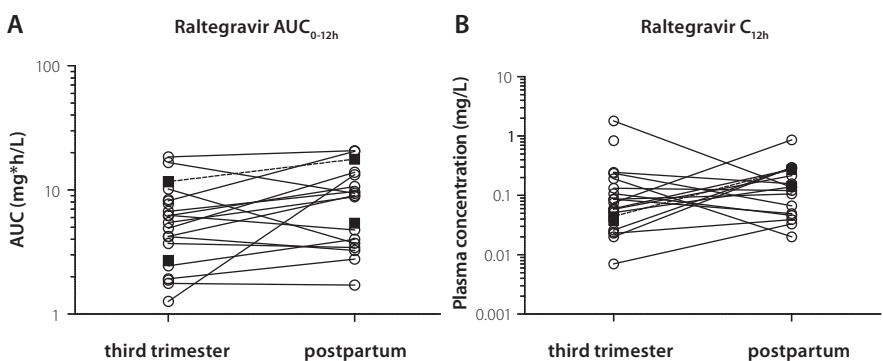 A
Raltegravir AUC0-12h
AUC (mg*h/L)
100
10
1
third trimester
postpartum
B
Raltegravir C12h
Plasma concentration (mg/L)
10
1
0.1
0.01
0.001
third trimester
postpartum